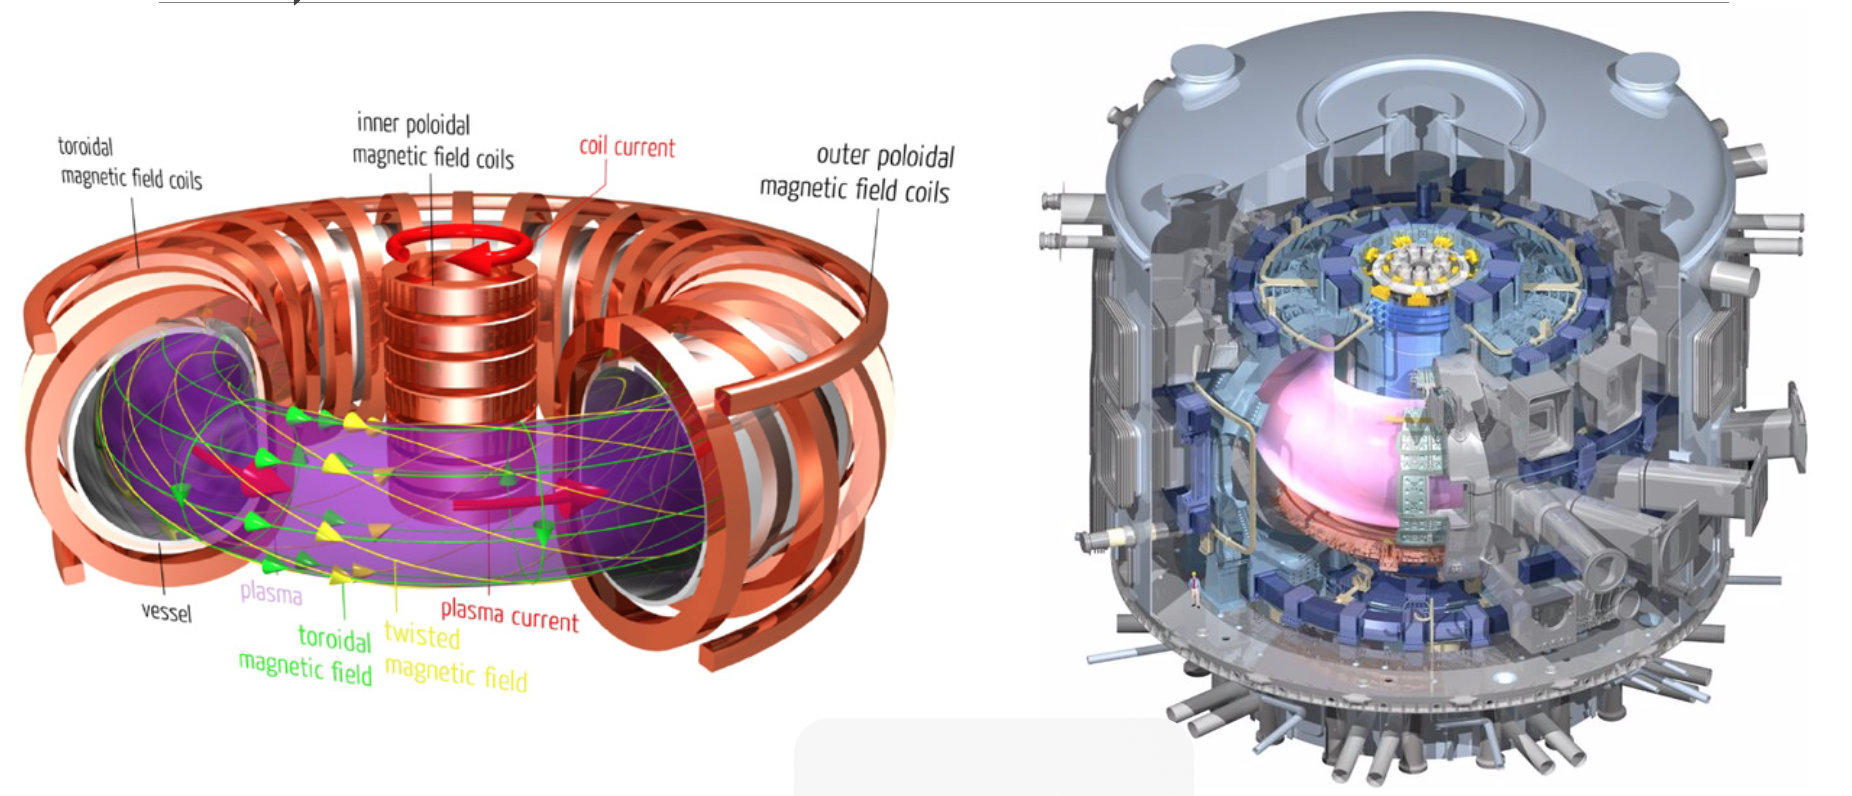 toroidal
magnetic field coils
inner poloidal
magnetic field coils
coil current
outer poloidal
magnetic field coils
vessel
plasma
toroidal
magnetic field
twisted
magnetic field
plasma current